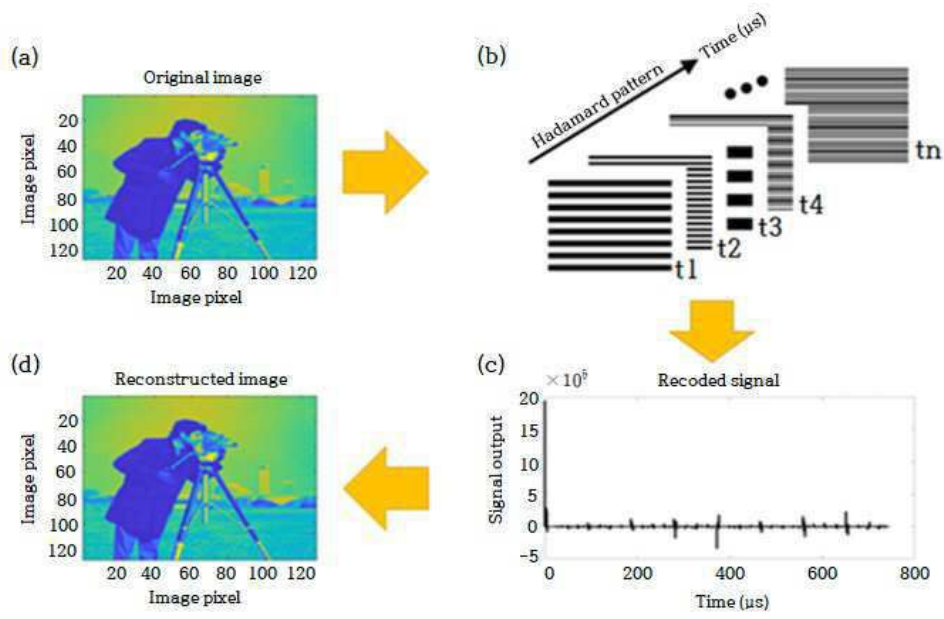 (a)
Original image
Image pixel
20
40
60
80
100
120
20 40 60 80 100 120
Image pixel
(b)
Hadamard pattern
Time (µs)
t1
t2
t3
t4
tn
(d)
Reconstructed image
Image pixel
20
40
60
80
100
120
20 40 60 80 100 120
Image pixel
(c)
Recoded signal
Signal output
20
15
10
5
0
-5
0 200 400 600 800
Time (µs)